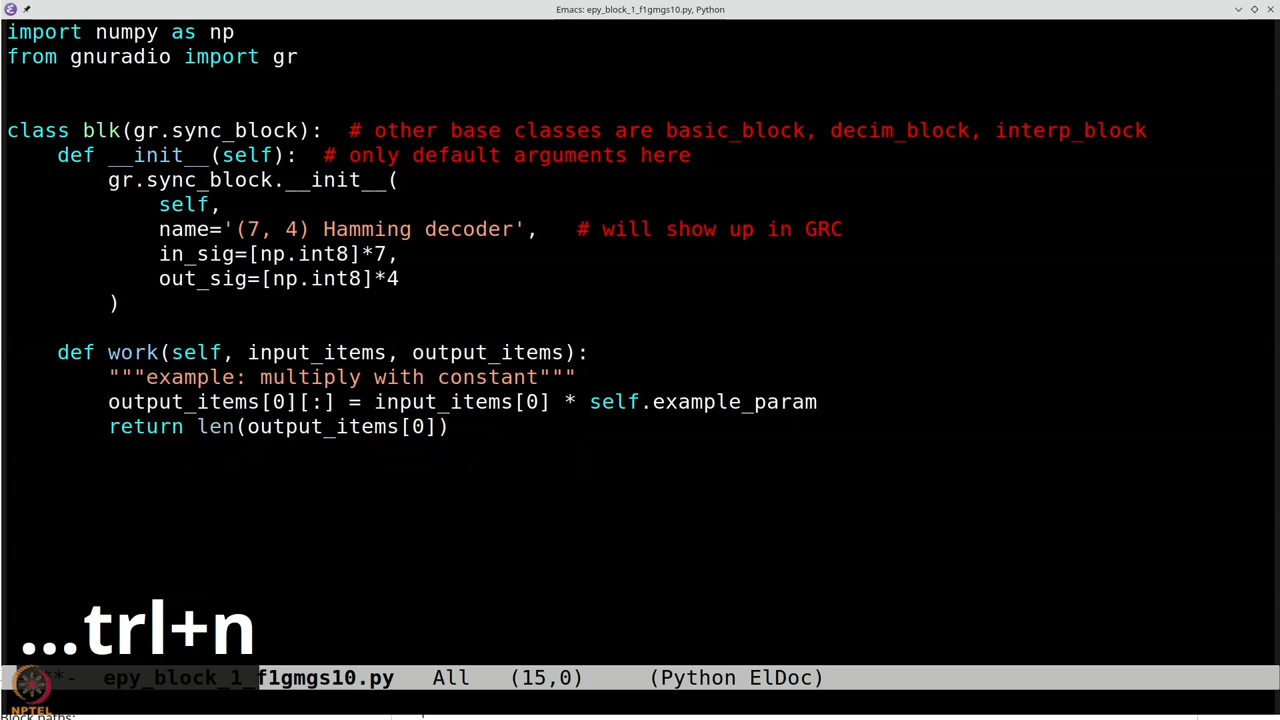 Emacs: epy_block_1_f1gmgs10.py, Python
import numpy as np
from gnuradio import gr
class blk(gr.sync_block):  # other base classes are basic_block, decim_block, interp_block
    def __init__(self):  # only default arguments here
        gr.sync_block.__init__(
            self,
            name='(7, 4) Hamming decoder',   # will show up in GRC
            in_sig=[np.int8]*7,
            out_sig=[np.int8]*4
        )
    def work(self, input_items, output_items):
        """example: multiply with constant"""
        output_items[0][:] = input_items[0] * self.example_param
        return len(output_items[0])
...trl+n
epy_block_1_f1gmgs10.py   All   (15,0)   (Python ElDoc)
NPTEL
Block paths: